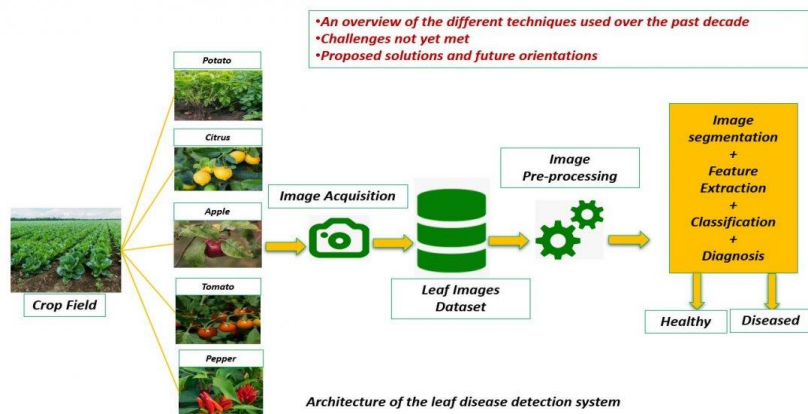 •An overview of the different techniques used over the past decade
•Challenges not yet met
•Proposed solutions and future orientations
Potato
Citrus
Apple
Tomato
Pepper
Crop Field
Image Acquisition
Leaf Images
Dataset
Image
Pre-processing
Image
segmentation
+
Feature
Extraction
+
Classification
+
Diagnosis
Healthy
Diseased
Architecture of the leaf disease detection system